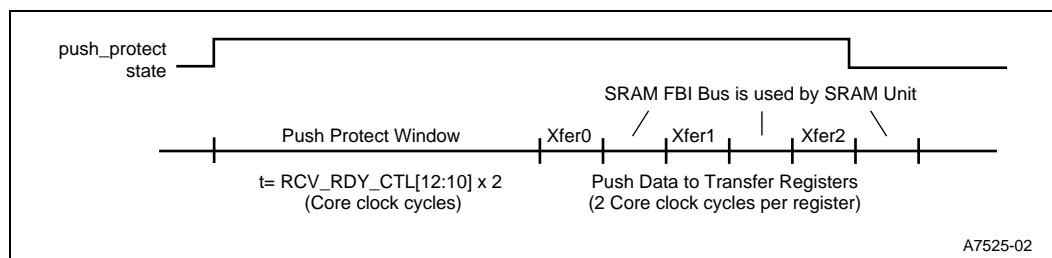 push_protect
state
SRAM FBI Bus is used by SRAM Unit
Push Protect Window
Xfer0
Xfer1
Xfer2
t= RCV_RDY_CTL[12:10] x 2
(Core clock cycles)
Push Data to Transfer Registers
(2 Core clock cycles per register)
A7525-02